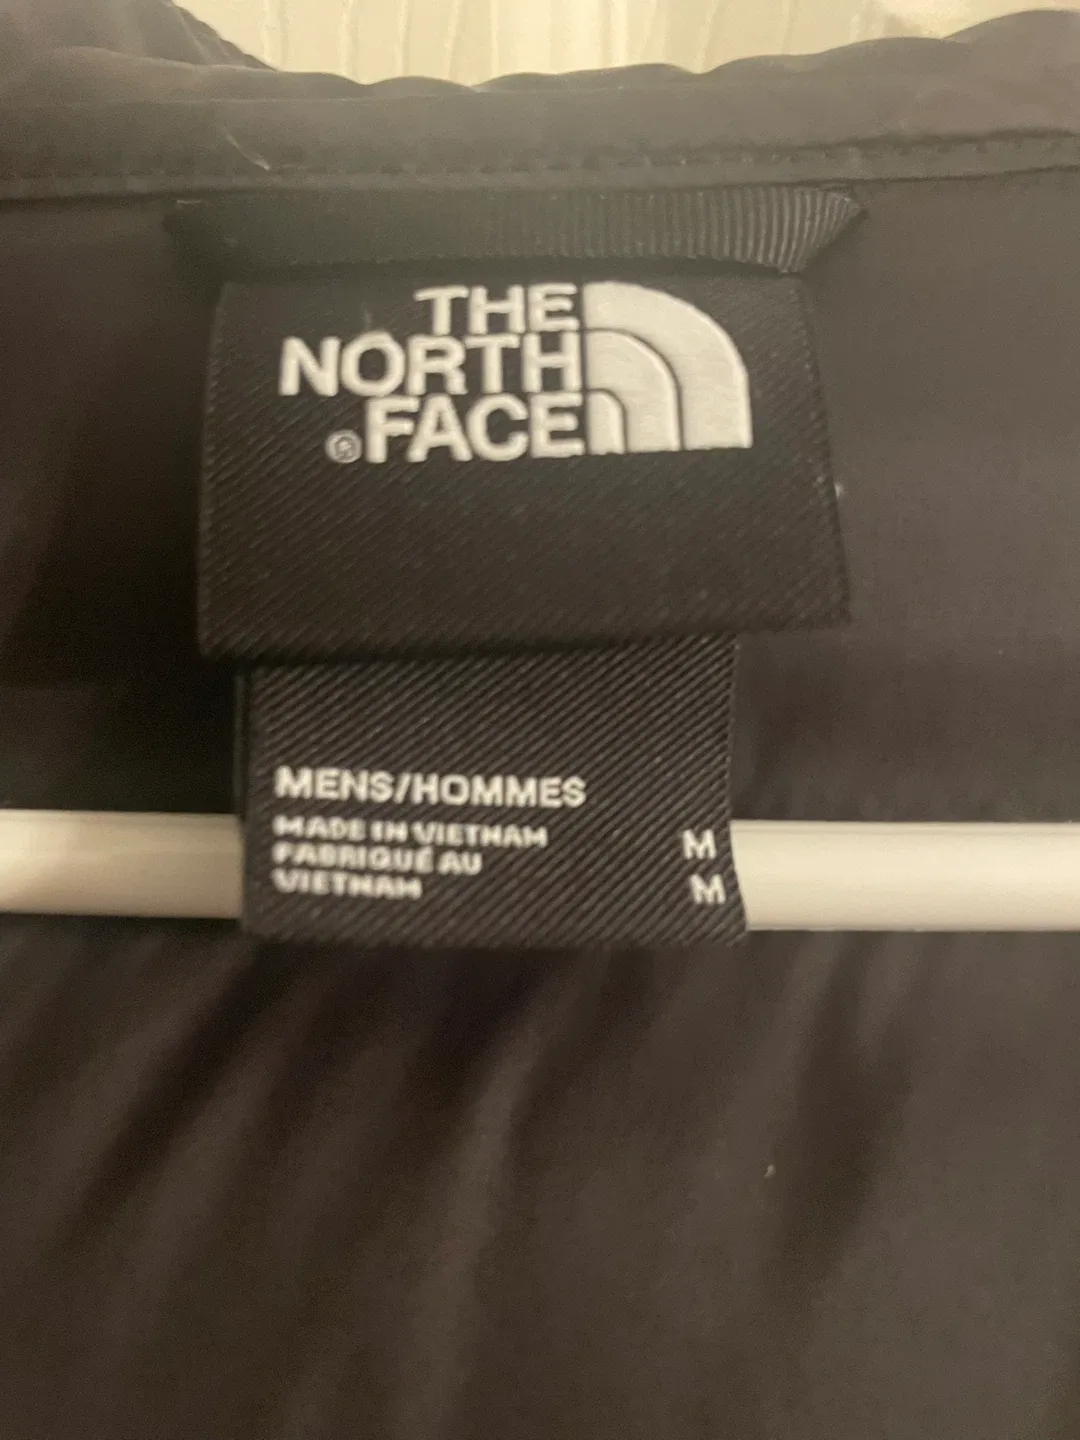 THE
NORTH
®FACE
MENS/HOMMES
MADE IN VIETNAM
FABRIQUÉ AU
VIETNAM
M
M